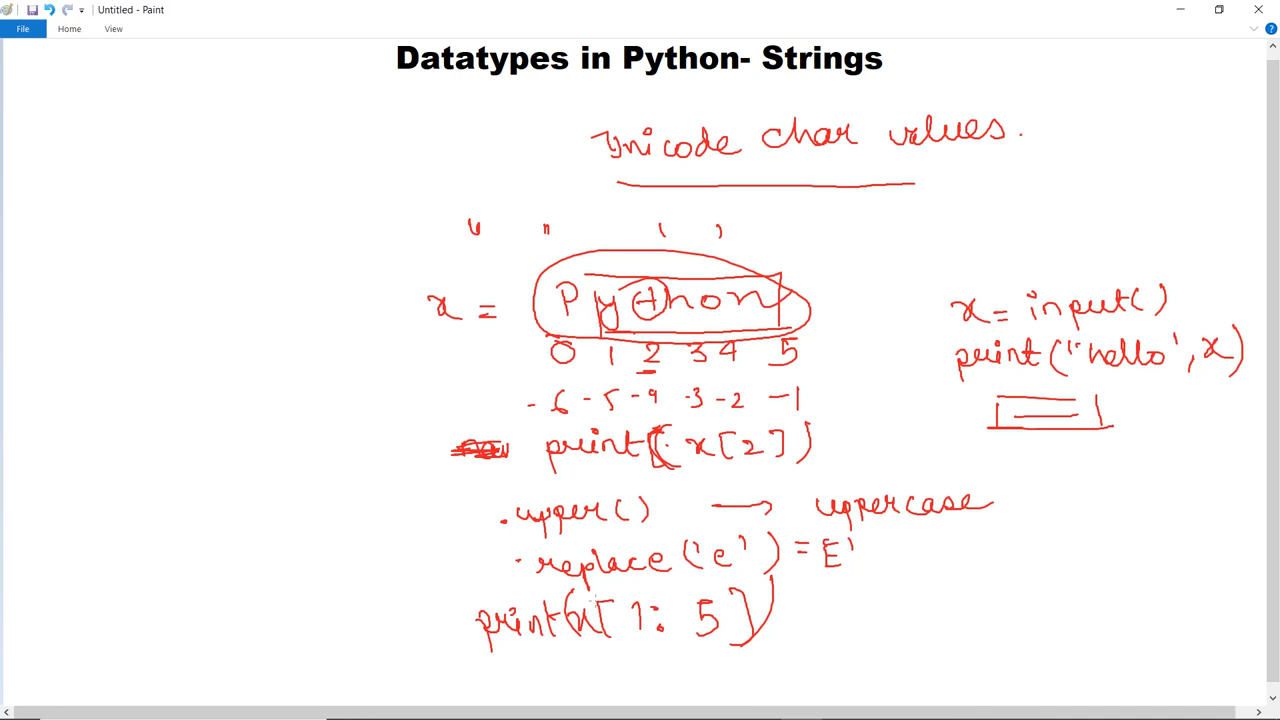 Untitled - Paint
File Home View
Datatypes in Python- Strings
Unicode char values.
" " ' '
x = Python
0 1 2 3 4 5
-6 -5 -4 -3 -2 -1
print( x[2])
.upper() → uppercase
.replace('e') = E'
print(x[1: 5])
x = input()
print("hello', x)